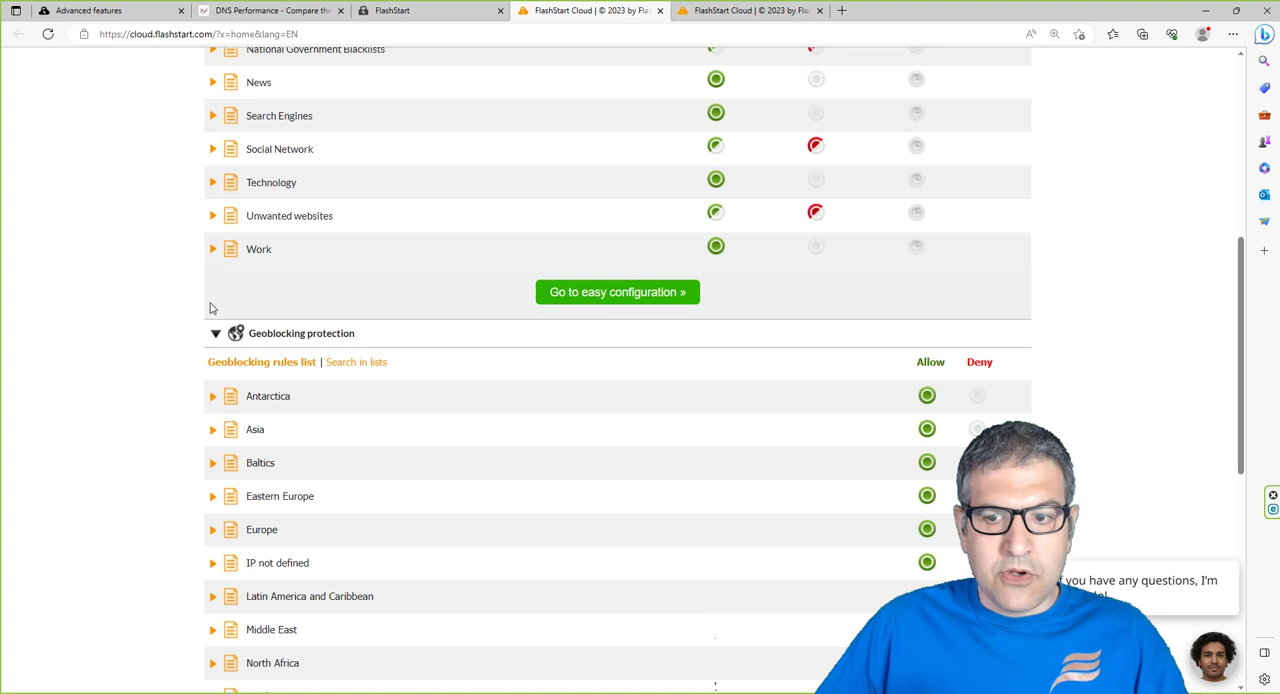 Advanced features
DNS Performance - Compare the
FlashStart
FlashStart Cloud | © 2023 by Fla
FlashStart Cloud | © 2023 by Fl
https://cloud.flashstart.com/?x=home&lang=EN
National Government Blacklists
News
Search Engines
Social Network
Technology
Unwanted websites
Work
Go to easy configuration »
Geoblocking protection
Geoblocking rules list | Search in lists
Allow
Deny
Antarctica
Asia
Baltics
Eastern Europe
Europe
IP not defined
Latin America and Caribbean
Middle East
North Africa
f you have any questions, I'm